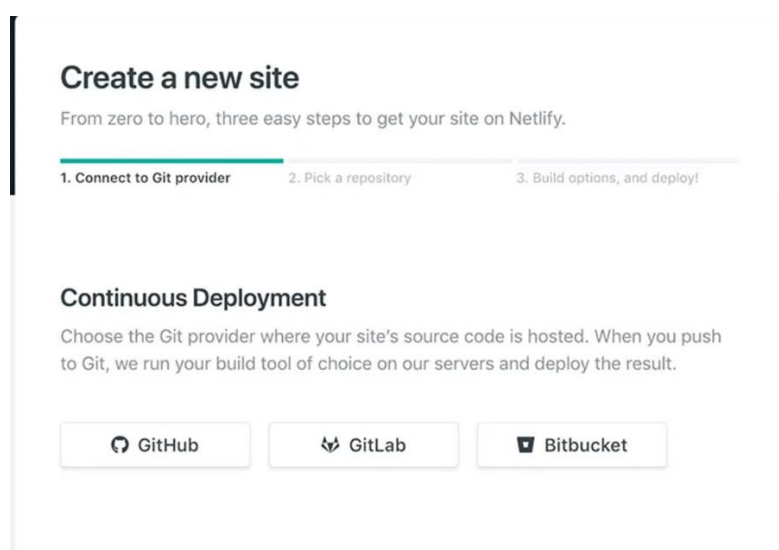 Create a new site
From zero to hero, three easy steps to get your site on Netlify.
1. Connect to Git provider
2. Pick a repository
3. Build options, and deploy!
Continuous Deployment
Choose the Git provider where your site's source code is hosted. When you push
to Git, we run your build tool of choice on our servers and deploy the result.
GitHub
GitLab
Bitbucket